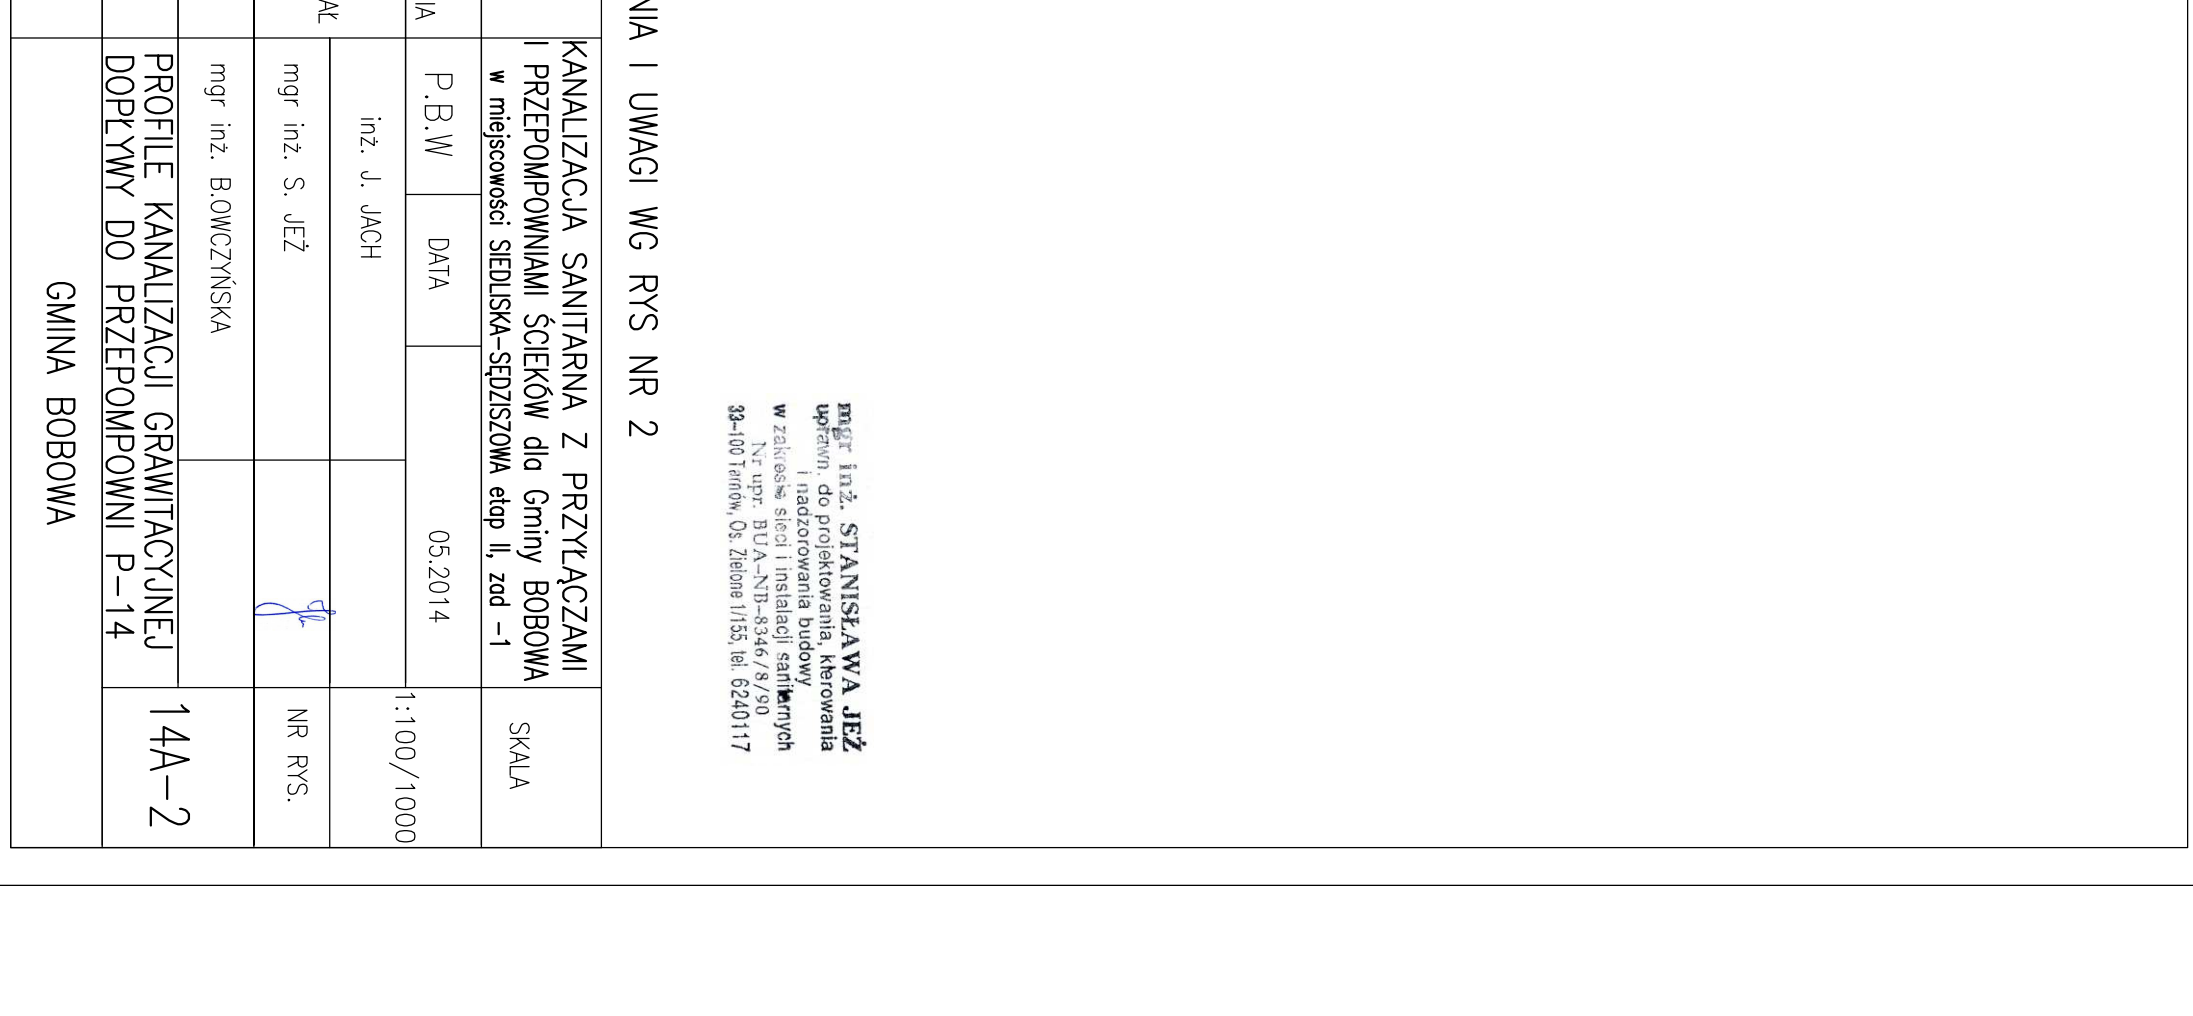 mgr inż. STANISŁAWA JEŻ
uprawn. do projektowania, kierowania
i nadzorowania budowy
w zakresie sieci i instalacji sanitarnych
Nr upr. BUA-NB-8346/8/90
33-100 Tarnów, Os. Zielone 1/155, tel. 6240117
NIA I UWAGI WG RYS NR 2
KANALIZACJA SANITARNA Z PRZYŁĄCZAMI
I PRZEPOMPOWNIAMI ŚCIEKÓW dla Gminy BOBOWA
w miejscowości SIEDLISKA-SĘDZISZOWA etap II, zad -1
SKALA
IA
P.B.W
DATA
05.2014
1:100/1000
inż. J. JACH
AŁ
mgr inż. S. JEŻ
NR RYS.
mgr inż. B.OWCZYŃSKA
14A-2
PROFILE KANALIZACJI GRAWITACYJNEJ
DOPŁYWY DO PRZEPOMPOWNI P-14
GMINA BOBOWA